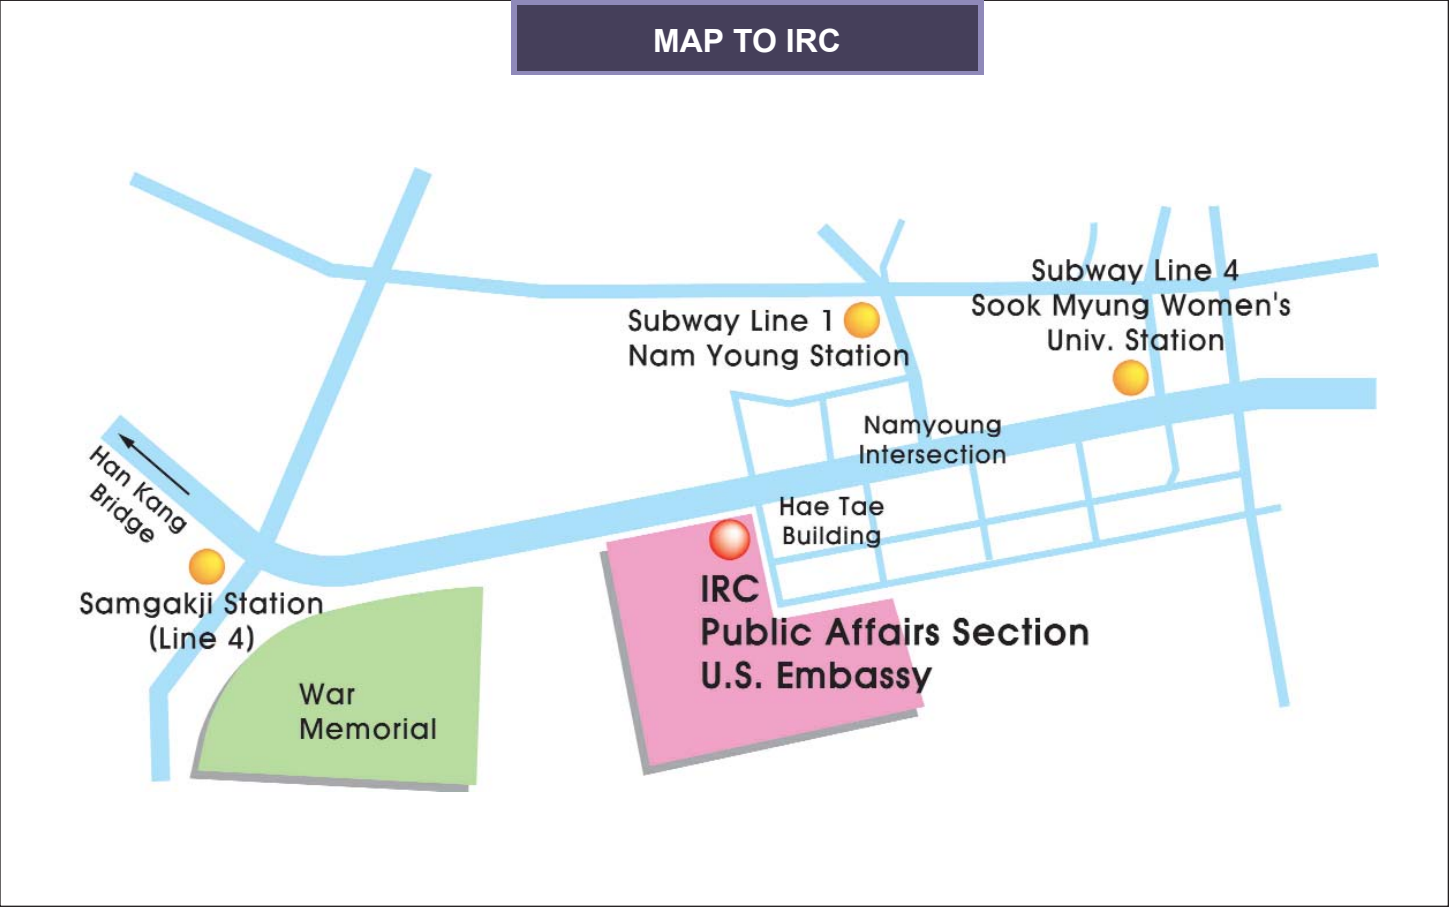 MAP TO IRC
Subway Line 4
Sook Myung Women's
Univ. Station
Subway Line 1
Nam Young Station
Namyoung
Intersection
Han Kang
Bridge
Hae Tae
Building
Samgakji Station
(Line 4)
IRC
Public Affairs Section
U.S. Embassy
War
Memorial